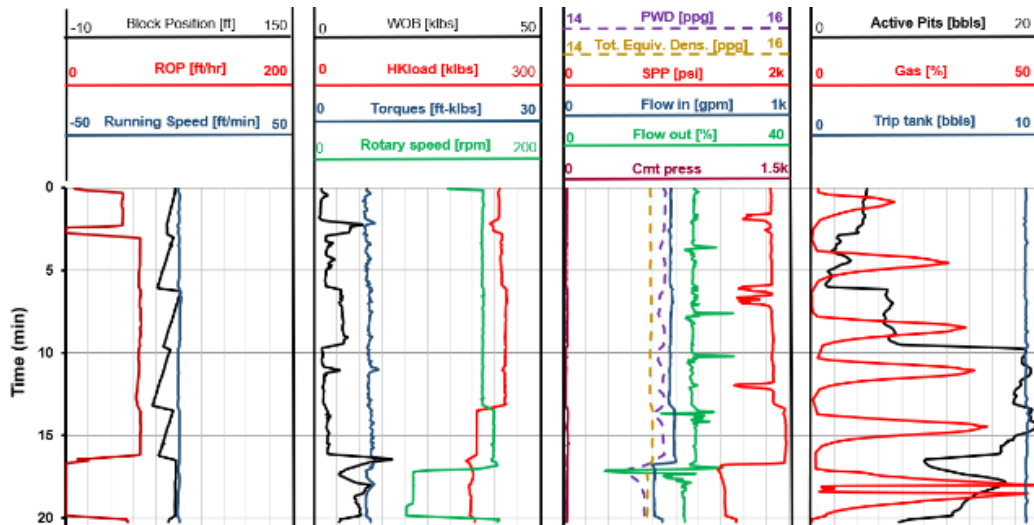 -10 Block Position [ft] 150
0 ROP [ft/hr] 200
-50 Running Speed [ft/min] 50
0 WOB [klbs] 50
0 HKload [klbs] 300
0 Torques [ft-klbs] 30
0 Rotary speed [rpm] 200
14 PWD [ppg] 16
14 Tot. Equiv. Dens. [ppg] 16
0 SPP [psi] 2k
0 Flow in [gpm] 1k
0 Flow out [%] 40
0 Cmt press 1.5k
0 Active Pits [bbls] 20
0 Gas [%] 50
0 Trip tank [bbls] 10
Time (min)
0
5
10
15
20